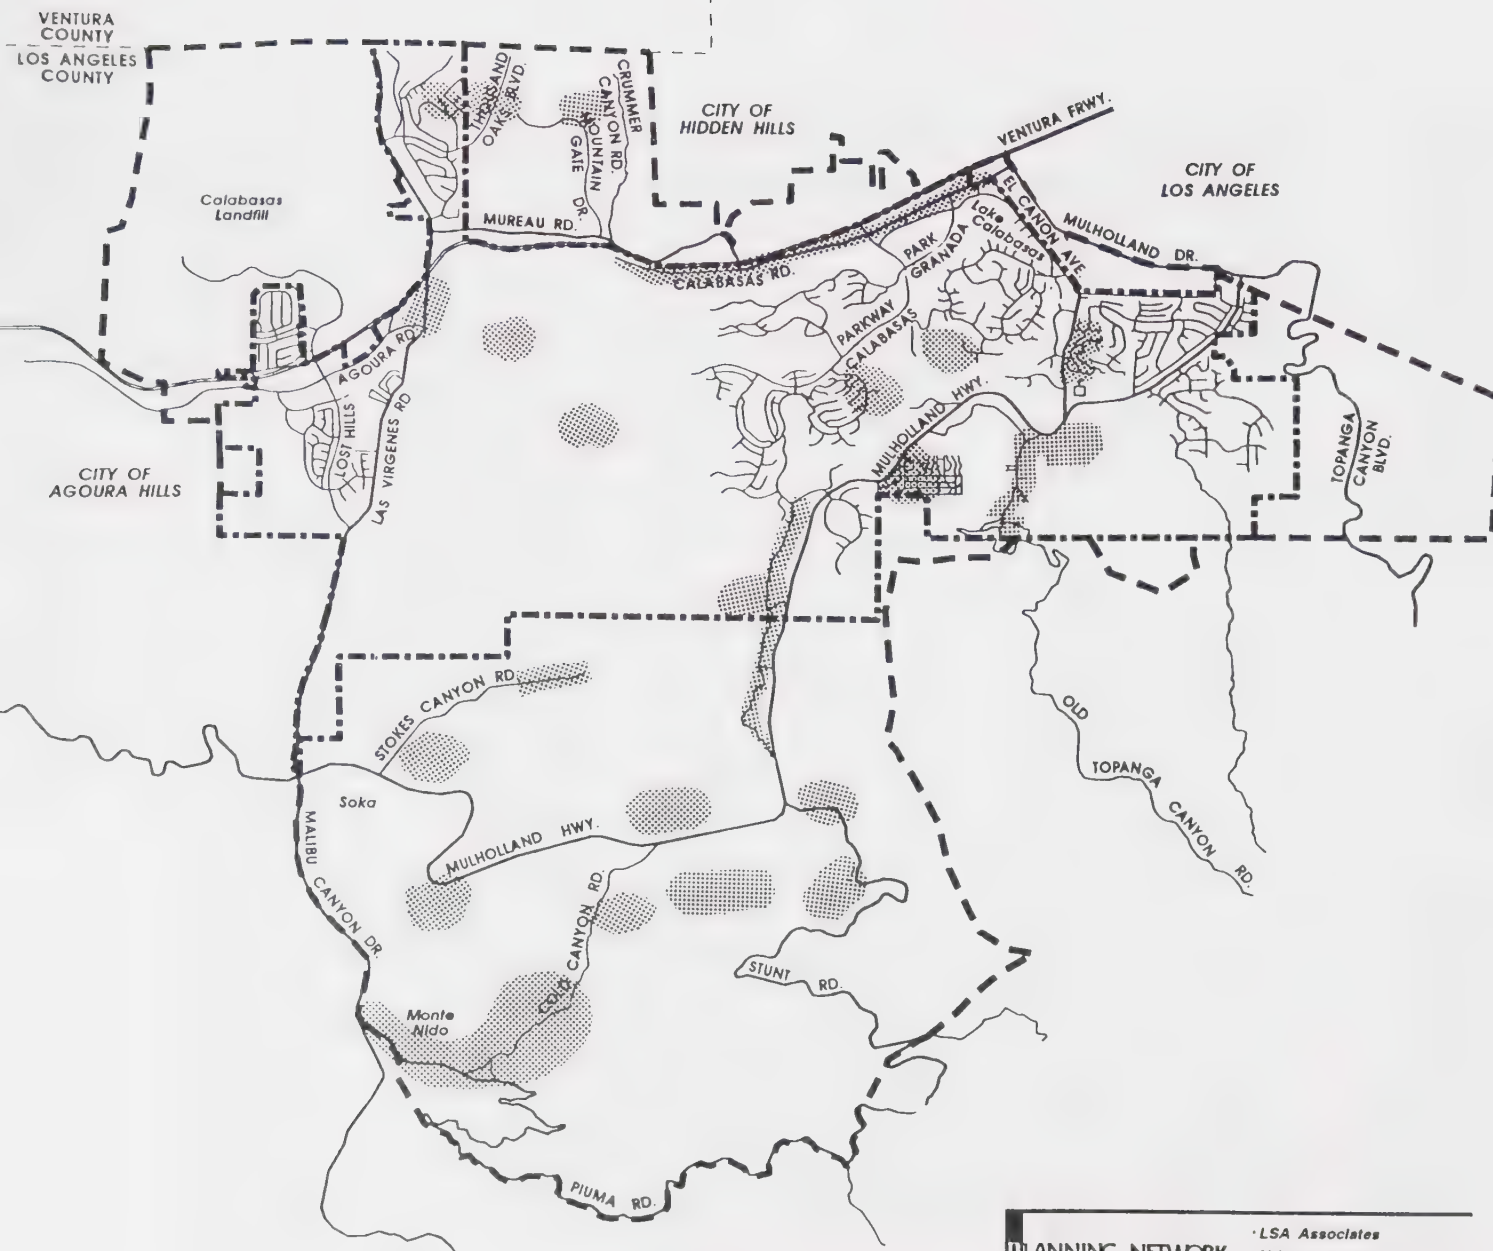 VENTURA
COUNTY
LOS ANGELES
COUNTY
THOUSAND
OAKS BLVD.
CRUMMER
CANYON RD.
MOUNTAIN
GATE
DR.
CITY OF
HIDDEN HILLS
VENTURA FRWY.
CITY OF
LOS ANGELES
Calabasas
Landfill
MUREAU RD.
EL CANON AVE
MULHOLLAND DR.
Lake
Calabasas
PARK
GRANADA
CALABASAS RD.
PARKWAY
CALABASAS
AGOURA RD
LOST HILLS
LAS VIRGENES RD
MULHOLLAND HWY.
TOPANGA
CANYON
BLVD.
CITY OF
AGOURA HILLS
STOKES CANYON RD
OLD
TOPANGA
CANYON
RD.
Soka
MALIBU
CANYON DR.
MULHOLLAND HWY.
COLD CANYON RD.
STUNT RD.
Monte
Nido
PIUMA RD.
PLANNING NETWORK
· LSA Associates